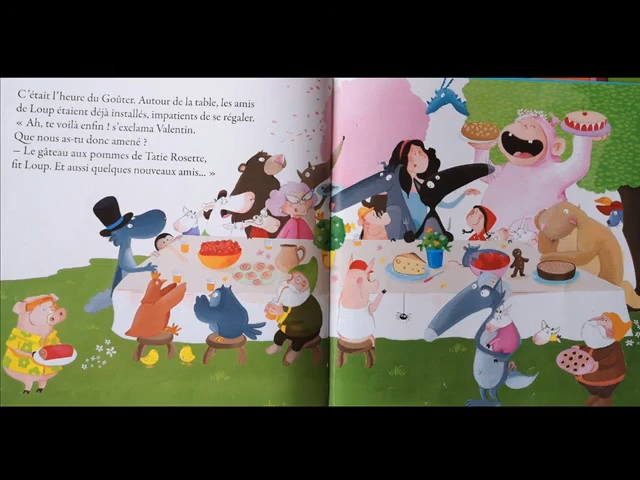 C'était l'heure du Goûter. Autour de la table, les amis
de Loup étaient déjà installés, impatients de se régaler.
« Ah, te voilà enfin ! s'exclama Valentin.
Que nous as-tu donc amené ?
– Le gâteau aux pommes de Tatie Rosette,
fit Loup. Et aussi quelques nouveaux amis... »